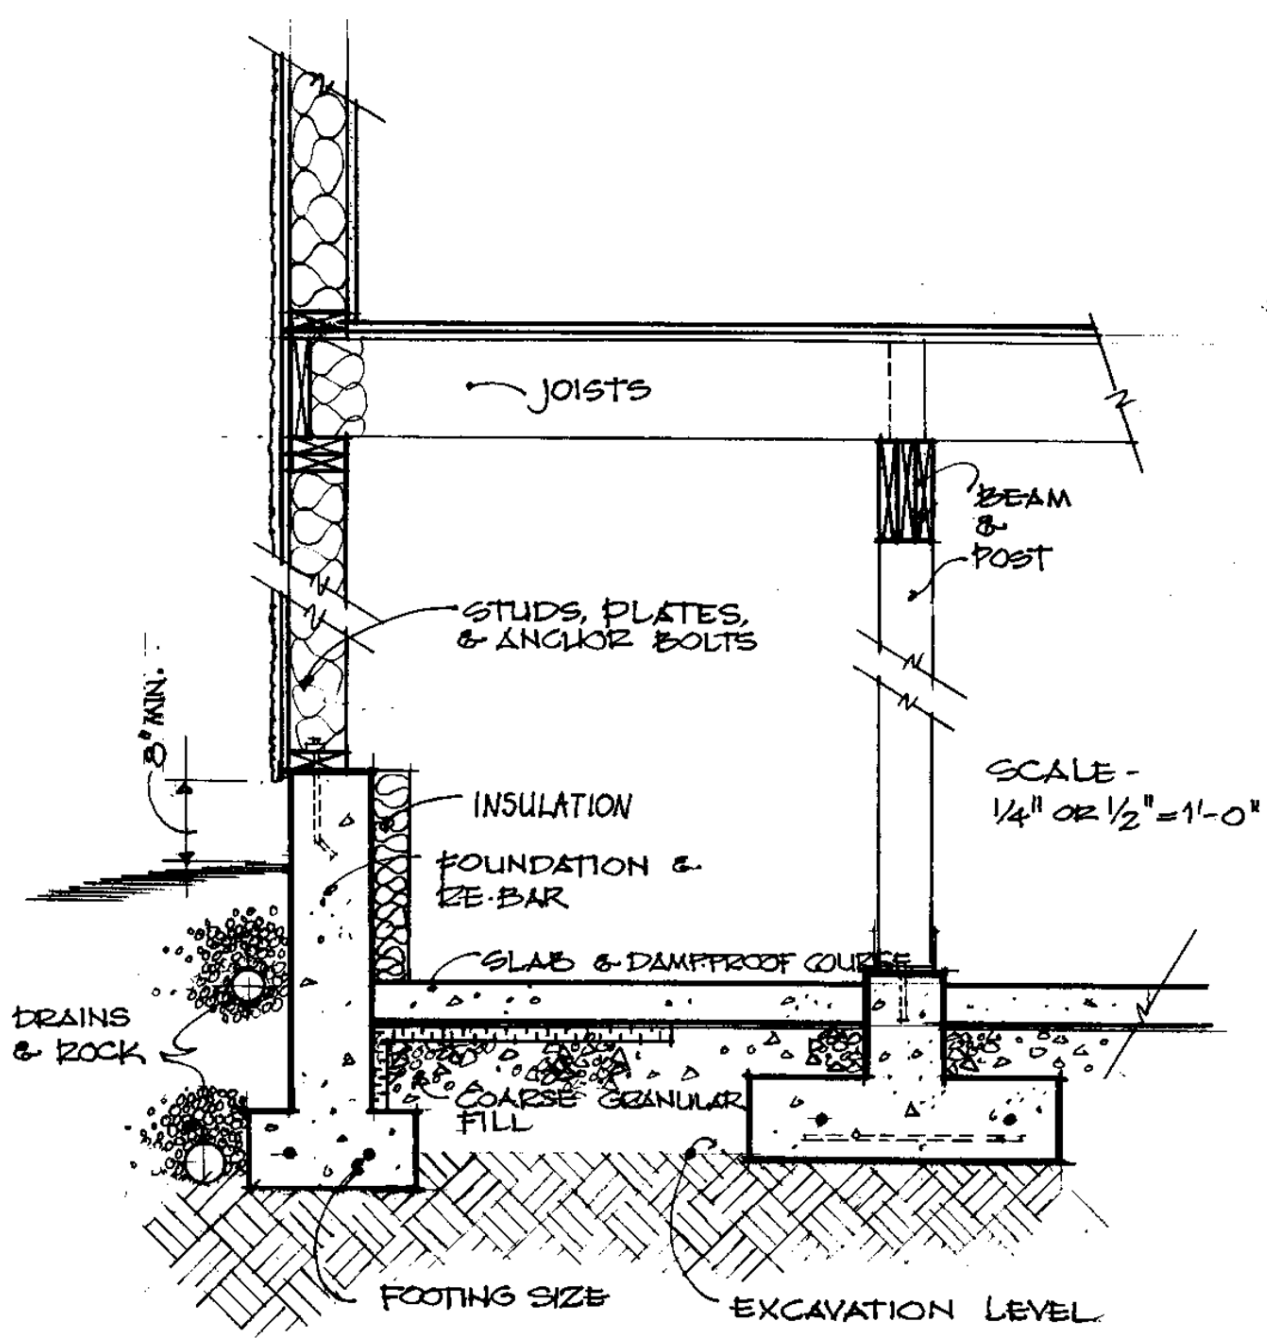 JOISTS
BEAM
&
POST
STUDS, PLATES,
& ANCHOR BOLTS
8" MIN.
SCALE -
1/4" OR 1/2" = 1'-0"
INSULATION
FOUNDATION &
RE-BAR
SLAB & DAMPPROOF COURSE
DRAINS
& ROCK
COARSE GRANULAR
FILL
FOOTING SIZE
EXCAVATION LEVEL